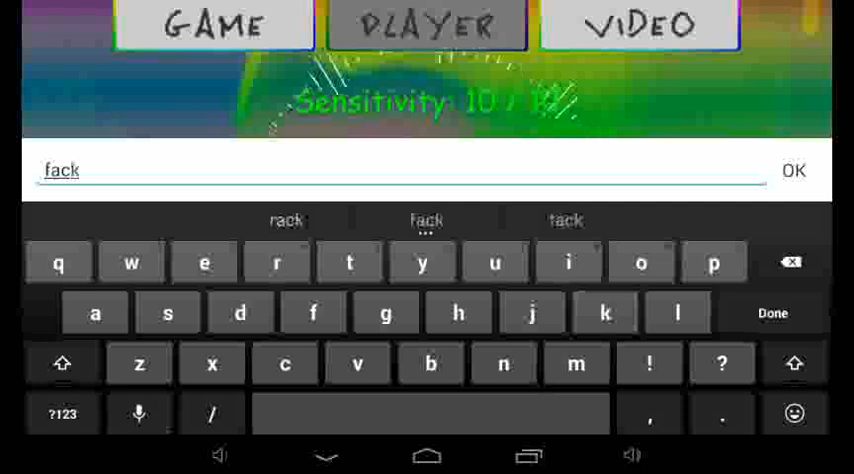 GAME PLAYER VIDEO
Sensitivity: 10 /
fack OK
rack fack tack
q w e r t y u i o p
a s d f g h j k l Done
z x c v b n m ! ?
?123 / , .